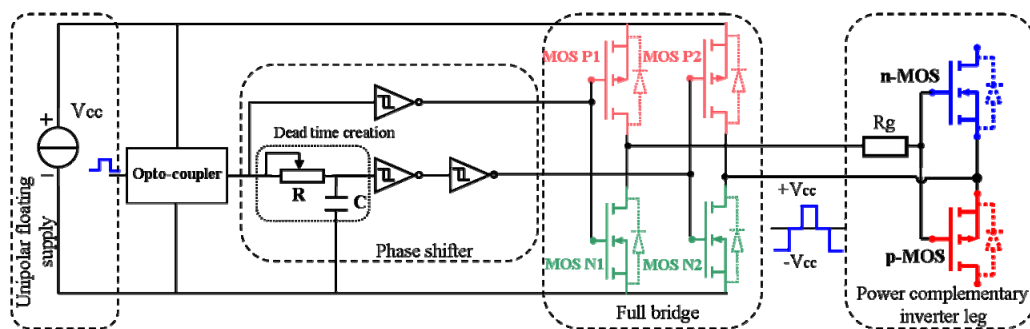 Unipolar floating
supply
+
Vcc
−
Opto-coupler
Dead time creation
R
C
Phase shifter
MOS P1
MOS P2
MOS N1
MOS N2
Full bridge
Rg
+Vcc
-Vcc
n-MOS
p-MOS
Power complementary
inverter leg